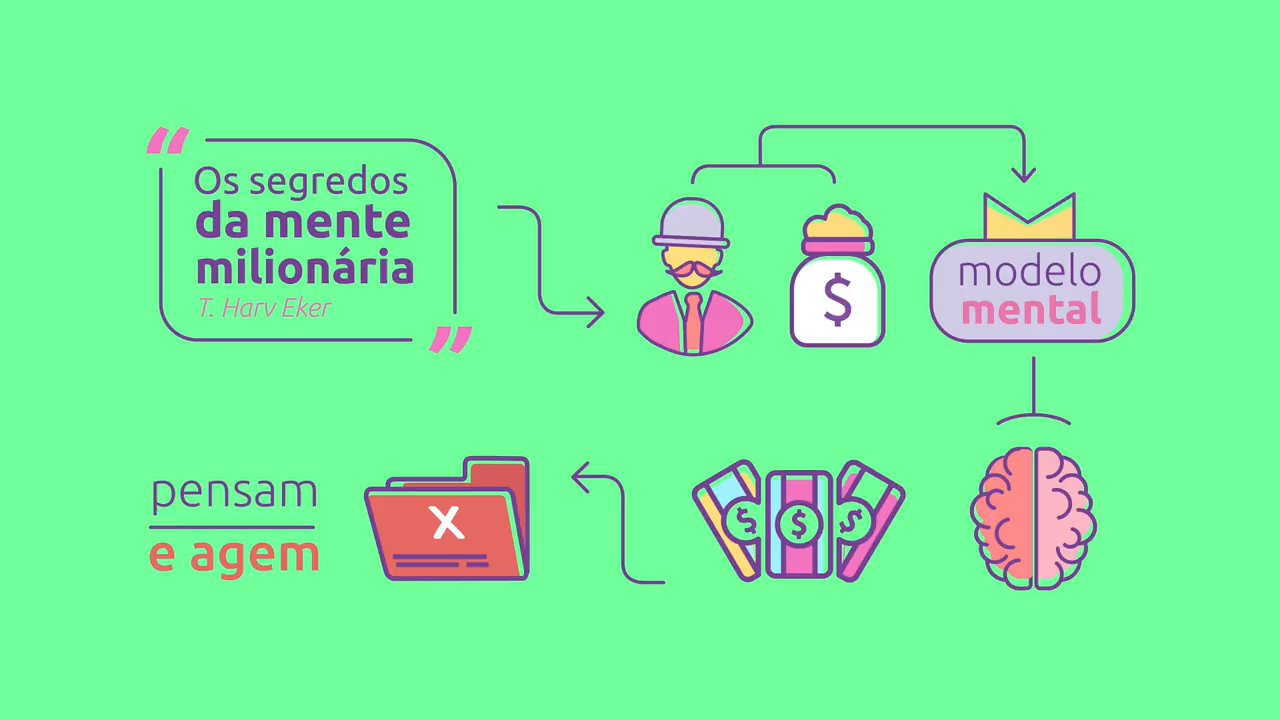 Os segredos
da mente
milionária
T. Harv Eker
$
modelo
mental
pensam
e agem
X
$ $ $